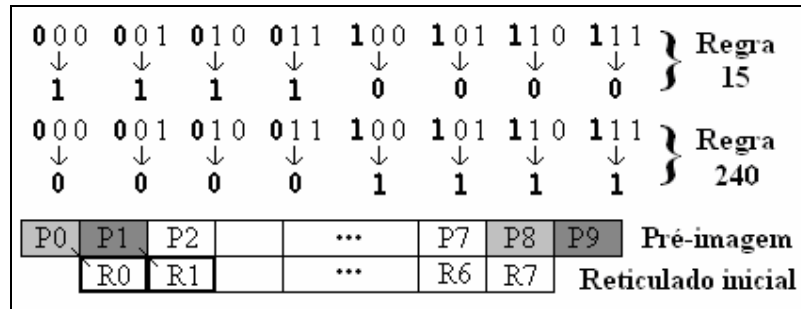 000 001 010 011 100 101 110 111 } Regra 15
↓ ↓ ↓ ↓ ↓ ↓ ↓ ↓
1 1 1 1 0 0 0 0
000 001 010 011 100 101 110 111 } Regra 240
↓ ↓ ↓ ↓ ↓ ↓ ↓ ↓
0 0 0 0 1 1 1 1
P0 P1 P2 ... P7 P8 P9 Pré-imagem
R0 R1 ... R6 R7 Reticulado inicial